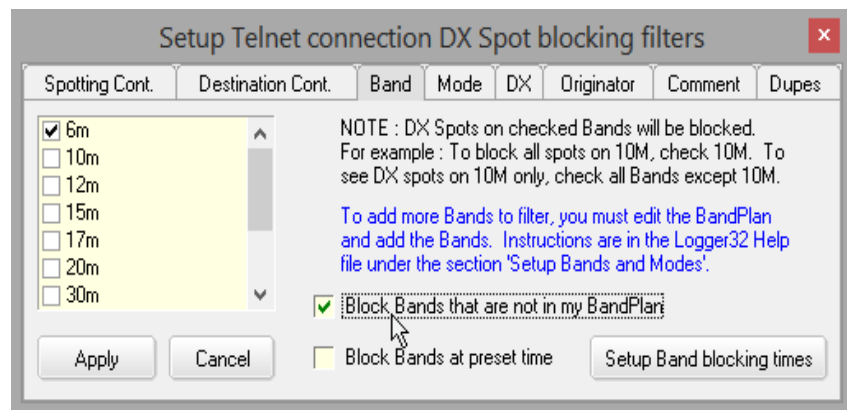 Setup Telnet connection DX Spot blocking filters
Spotting Cont. Destination Cont. Band Mode DX Originator Comment Dupes
6m
10m
12m
15m
17m
20m
30m
NOTE : DX Spots on checked Bands will be blocked.
For example : To block all spots on 10M, check 10M. To
see DX spots on 10M only, check all Bands except 10M.
To add more Bands to filter, you must edit the BandPlan
and add the Bands. Instructions are in the Logger32 Help
file under the section 'Setup Bands and Modes'.
Block Bands that are not in my BandPlan
Block Bands at preset time
Apply Cancel Setup Band blocking times